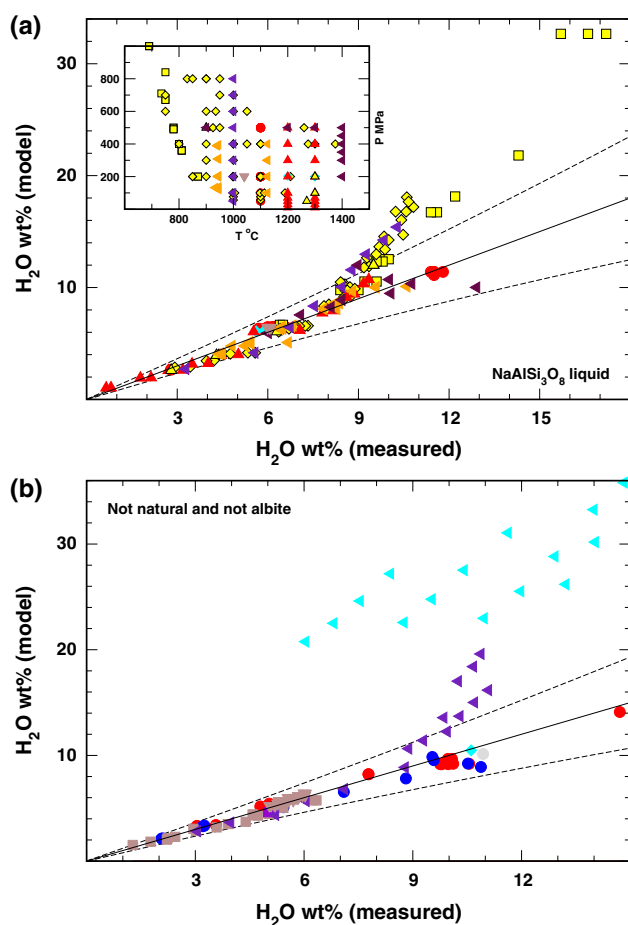 (a)
30
20
10
H2O wt% (model)
800
600
400
200
P MPa
800 1000 1200 1400
T °C
NaAlSi3O8 liquid
3 6 9 12 15
H2O wt% (measured)
(b)
Not natural and not albite
30
20
10
H2O wt% (model)
3 6 9 12
H2O wt% (measured)